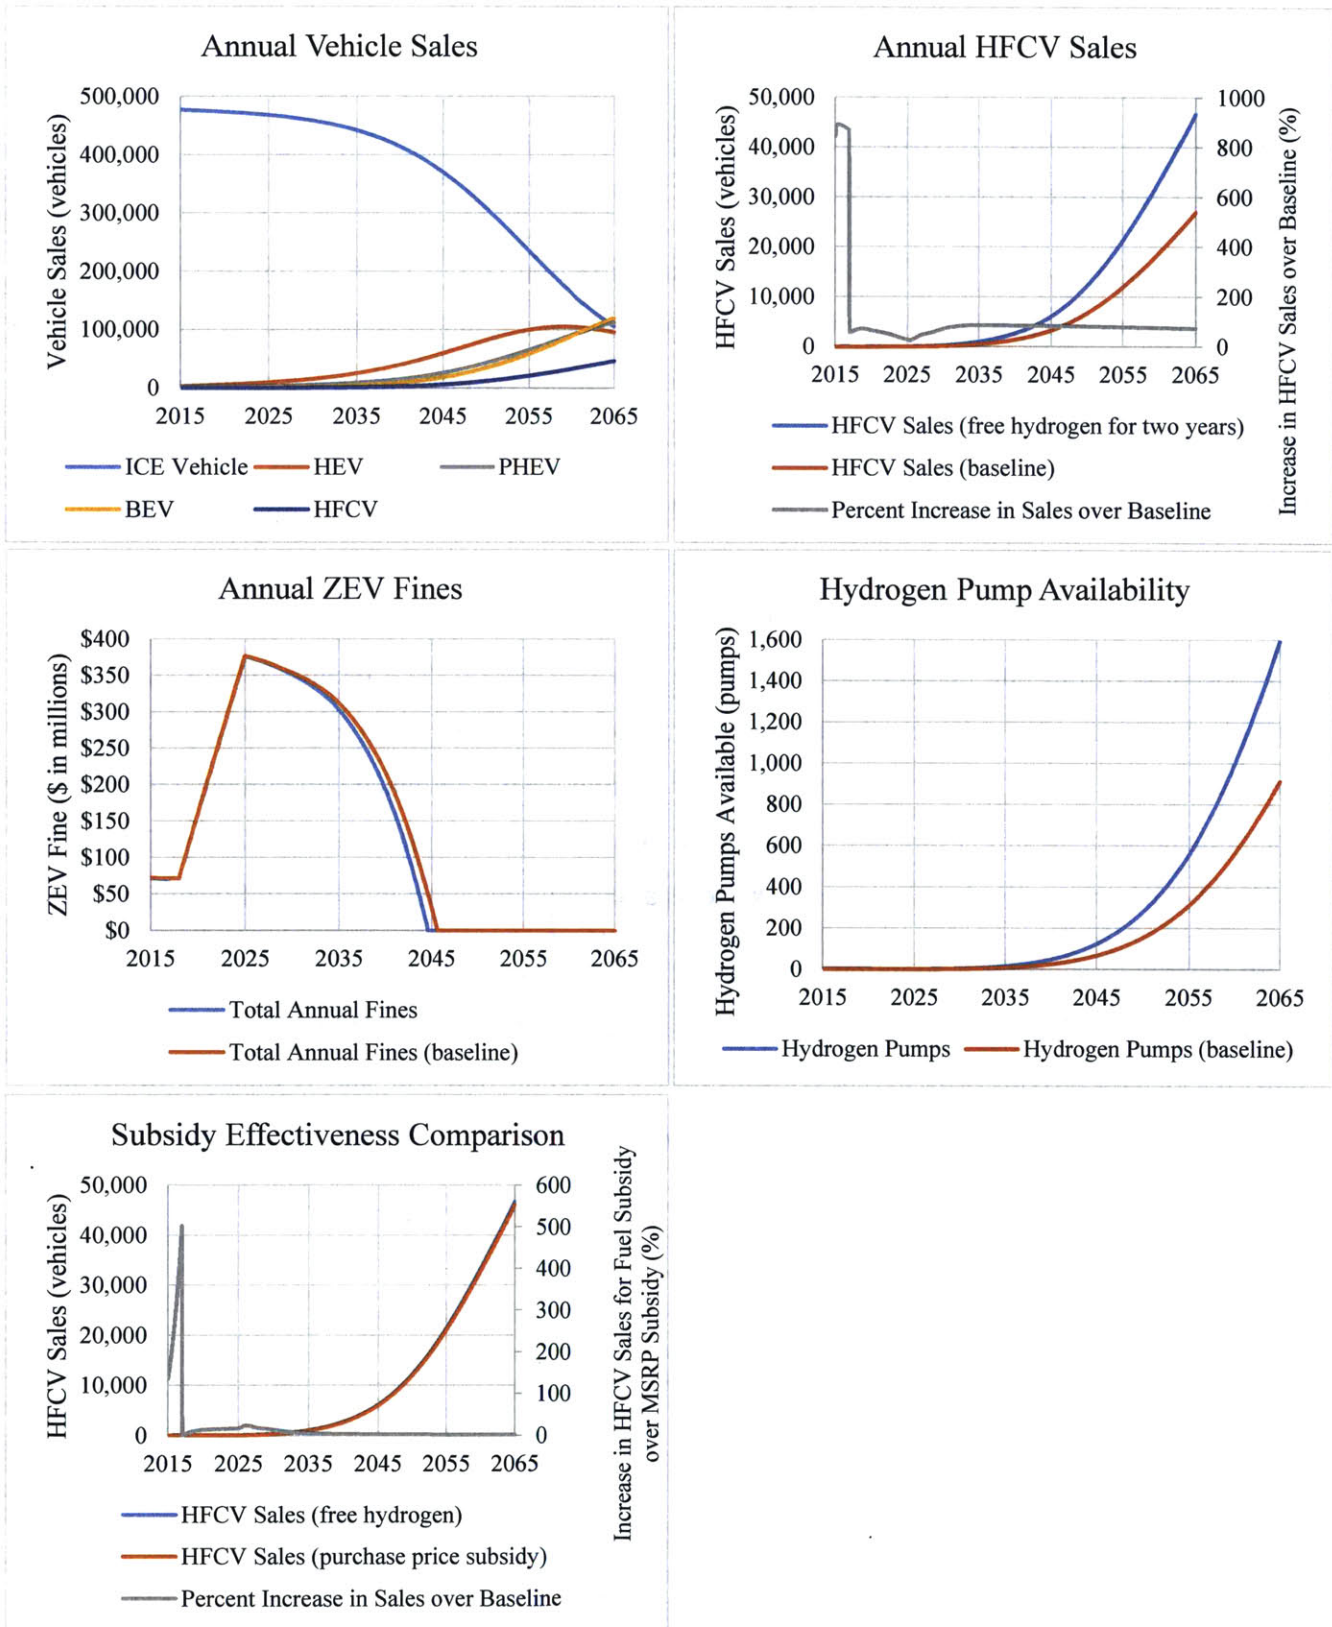 Annual Vehicle Sales
Vehicle Sales (vehicles)
500,000
400,000
300,000
200,000
100,000
0
2015 2025 2035 2045 2055 2065
ICE Vehicle HEV PHEV
BEV HFCV
Annual HFCV Sales
HFCV Sales (vehicles)
50,000
40,000
30,000
20,000
10,000
0
1000
800
600
400
200
0
Increase in HFCV Sales over Baseline (%)
2015 2025 2035 2045 2055 2065
HFCV Sales (free hydrogen for two years)
HFCV Sales (baseline)
Percent Increase in Sales over Baseline
Annual ZEV Fines
ZEV Fine ($ in millions)
$400
$350
$300
$250
$200
$150
$100
$50
$0
2015 2025 2035 2045 2055 2065
Total Annual Fines
Total Annual Fines (baseline)
Hydrogen Pump Availability
Hydrogen Pumps Available (pumps)
1,600
1,400
1,200
1,000
800
600
400
200
0
2015 2025 2035 2045 2055 2065
Hydrogen Pumps Hydrogen Pumps (baseline)
Subsidy Effectiveness Comparison
HFCV Sales (vehicles)
50,000
40,000
30,000
20,000
10,000
0
600
500
400
300
200
100
0
Increase in HFCV Sales for Fuel Subsidy
over MSRP Subsidy (%)
2015 2025 2035 2045 2055 2065
HFCV Sales (free hydrogen)
HFCV Sales (purchase price subsidy)
Percent Increase in Sales over Baseline